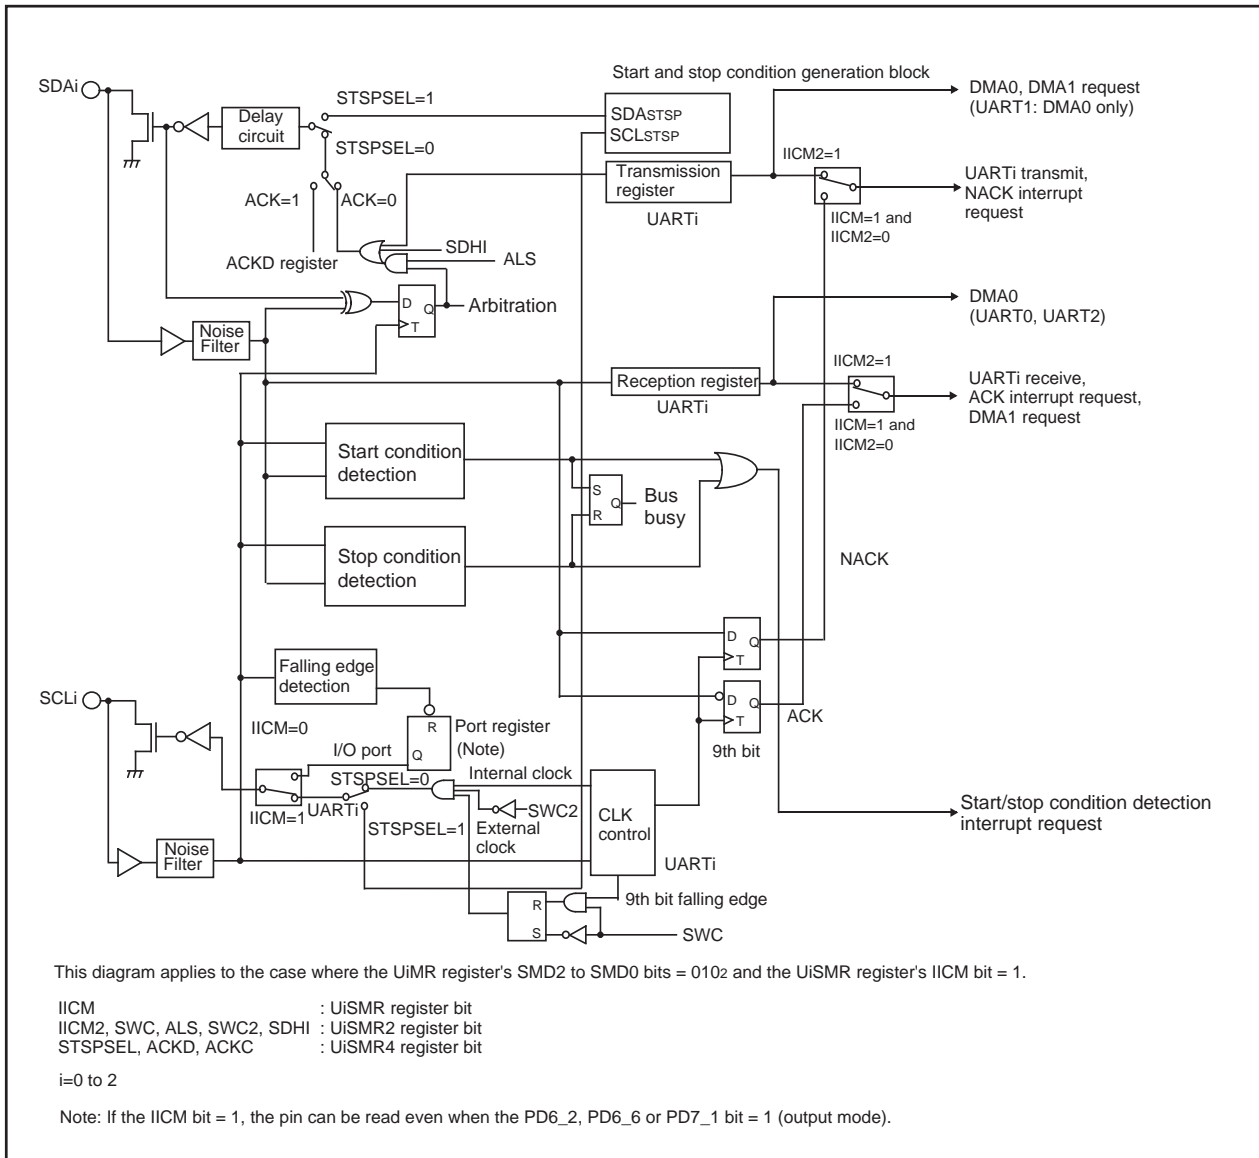 Start and stop condition generation block
SDAi
STSPSEL=1
Delay
circuit
STSPSEL=0
SDASTSP
SCLSTSP
DMA0, DMA1 request
(UART1: DMA0 only)
Transmission
register
UARTi
IICM2=1
IICM=1 and
IICM2=0
UARTi transmit,
NACK interrupt
request
ACK=1
ACK=0
ACKD register
SDHI
ALS
D
Q
T
Arbitration
Noise
Filter
DMA0
(UART0, UART2)
Reception register
UARTi
IICM2=1
IICM=1 and
IICM2=0
UARTi receive,
ACK interrupt request,
DMA1 request
Start condition
detection
S
R
Q
Bus
busy
Stop condition
detection
NACK
D
Q
T
D
Q
T
ACK
9th bit
Falling edge
detection
SCLi
IICM=0
I/O port
R
Q
Port register
(Note)
STSPSEL=0
Internal clock
IICM=1
UARTi
STSPSEL=1
SWC2
External
clock
CLK
control
UARTi
Noise
Filter
Start/stop condition detection
interrupt request
R
S
9th bit falling edge
SWC
This diagram applies to the case where the UiMR register's SMD2 to SMD0 bits = 0102 and the UiSMR register's IICM bit = 1.
IICM : UiSMR register bit
IICM2, SWC, ALS, SWC2, SDHI : UiSMR2 register bit
STSPSEL, ACKD, ACKC : UiSMR4 register bit
i=0 to 2
Note: If the IICM bit = 1, the pin can be read even when the PD6_2, PD6_6 or PD7_1 bit = 1 (output mode).